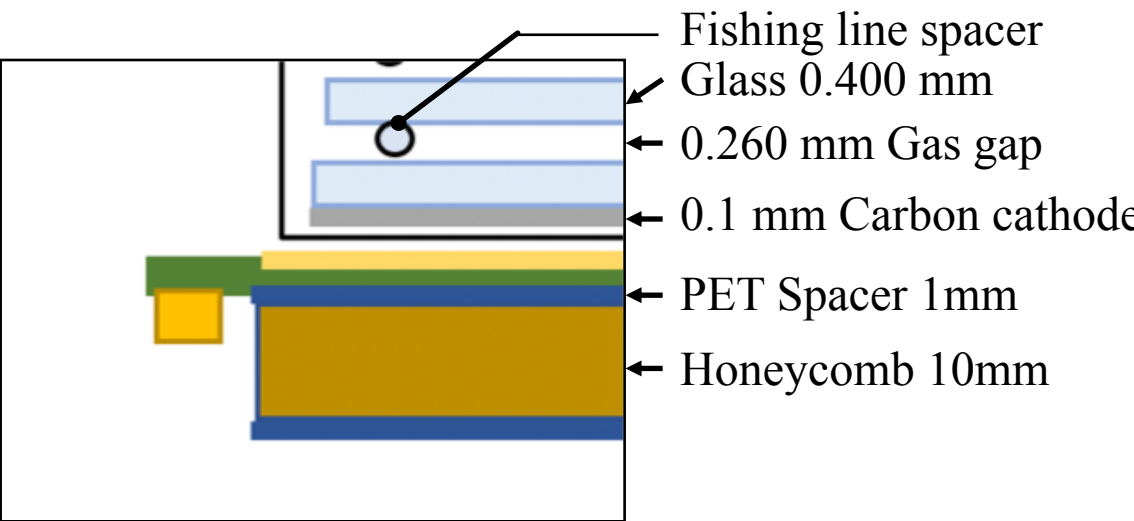 Fishing line spacer
Glass 0.400 mm
0.260 mm Gas gap
0.1 mm Carbon cathode
PET Spacer 1mm
Honeycomb 10mm